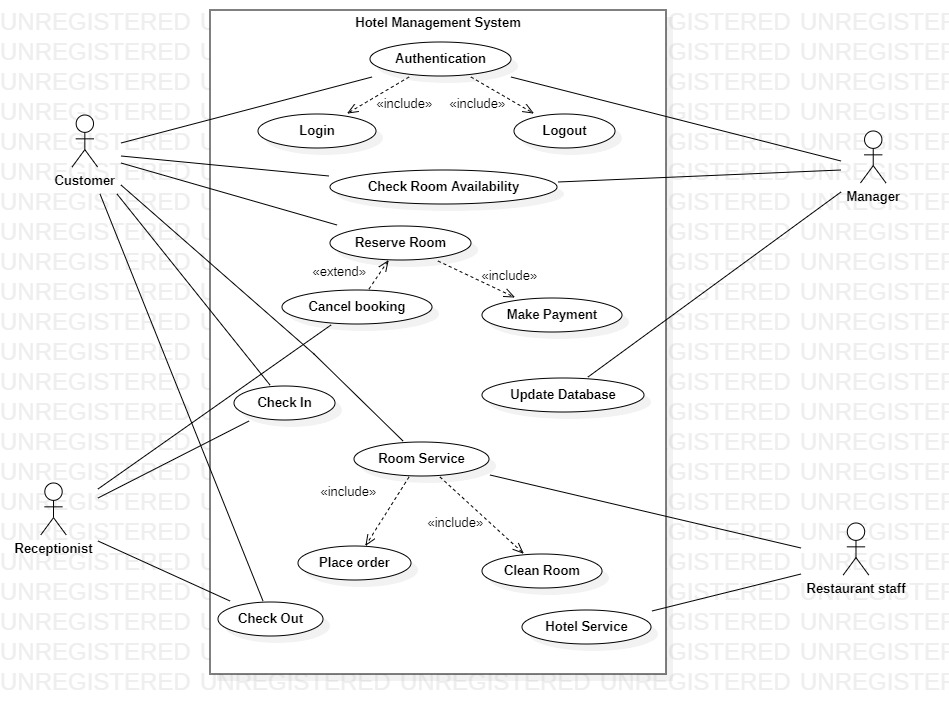 Hotel Management System
Authentication
«include» «include»
Login Logout
Customer
Check Room Availability
Manager
Reserve Room
«extend» «include»
Cancel booking
Make Payment
Update Database
Check In
Room Service
«include»
«include»
Receptionist
Place order
Clean Room
Restaurant staff
Check Out
Hotel Service
UNREGISTERED UNREGISTERED UNREGISTERED UNREGISTERED